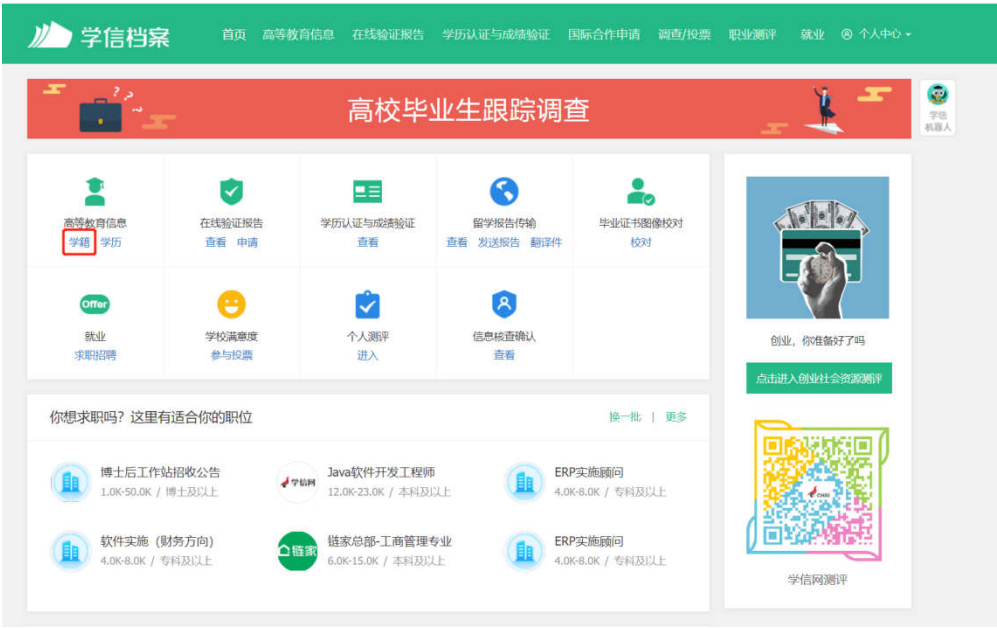 学信档案 首页 高等教育信息 在线验证报告 学历认证与成绩验证 国际合作申请 调查/投票 职业测评 就业 个人中心
? ? ?
高校毕业生跟踪调查
学信
机器人
高等教育信息
学籍 学历
在线验证报告
查看 申请
学历认证与成绩验证
查看
留学报告传输
查看 发送报告 翻译件
毕业证书图像校对
校对
Offer
就业
求职招聘
学校满意度
参与投票
个人测评
进入
信息核查确认
查看
创业,你准备好了吗
点击进入创业社会资源测评
你想求职吗?这里有适合你的职位 换一批 | 更多
博士后工作站招收公告
1.0K-50.0K / 博士及以上
学信网
Java软件开发工程师
12.0K-23.0K / 本科及以上
ERP实施顾问
4.0K-8.0K / 专科及以上
软件实施(财务方向)
4.0K-8.0K / 专科及以上
链家
链家总部-工商管理专业
6.0K-15.0K / 本科及以上
ERP实施顾问
4.0K-8.0K / 专科及以上
学信网测评